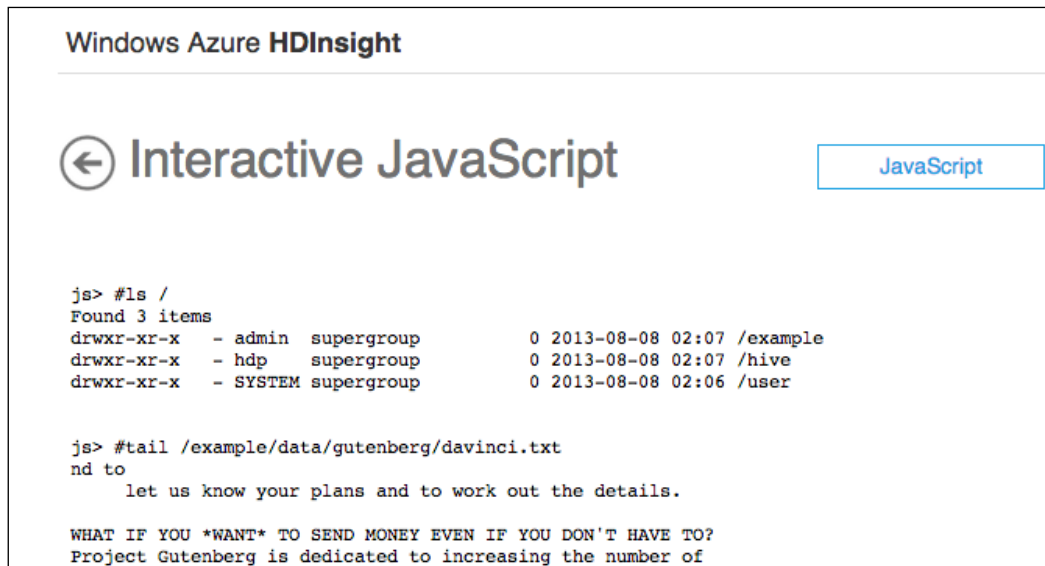 Windows Azure HDInsight
Interactive JavaScript
JavaScript
js> #ls /
Found 3 items
drwxr-xr-x   - admin  supergroup          0 2013-08-08 02:07 /example
drwxr-xr-x   - hdp    supergroup          0 2013-08-08 02:07 /hive
drwxr-xr-x   - SYSTEM supergroup          0 2013-08-08 02:06 /user
js> #tail /example/data/gutenberg/davinci.txt
nd to
     let us know your plans and to work out the details.
WHAT IF YOU *WANT* TO SEND MONEY EVEN IF YOU DON'T HAVE TO?
Project Gutenberg is dedicated to increasing the number of